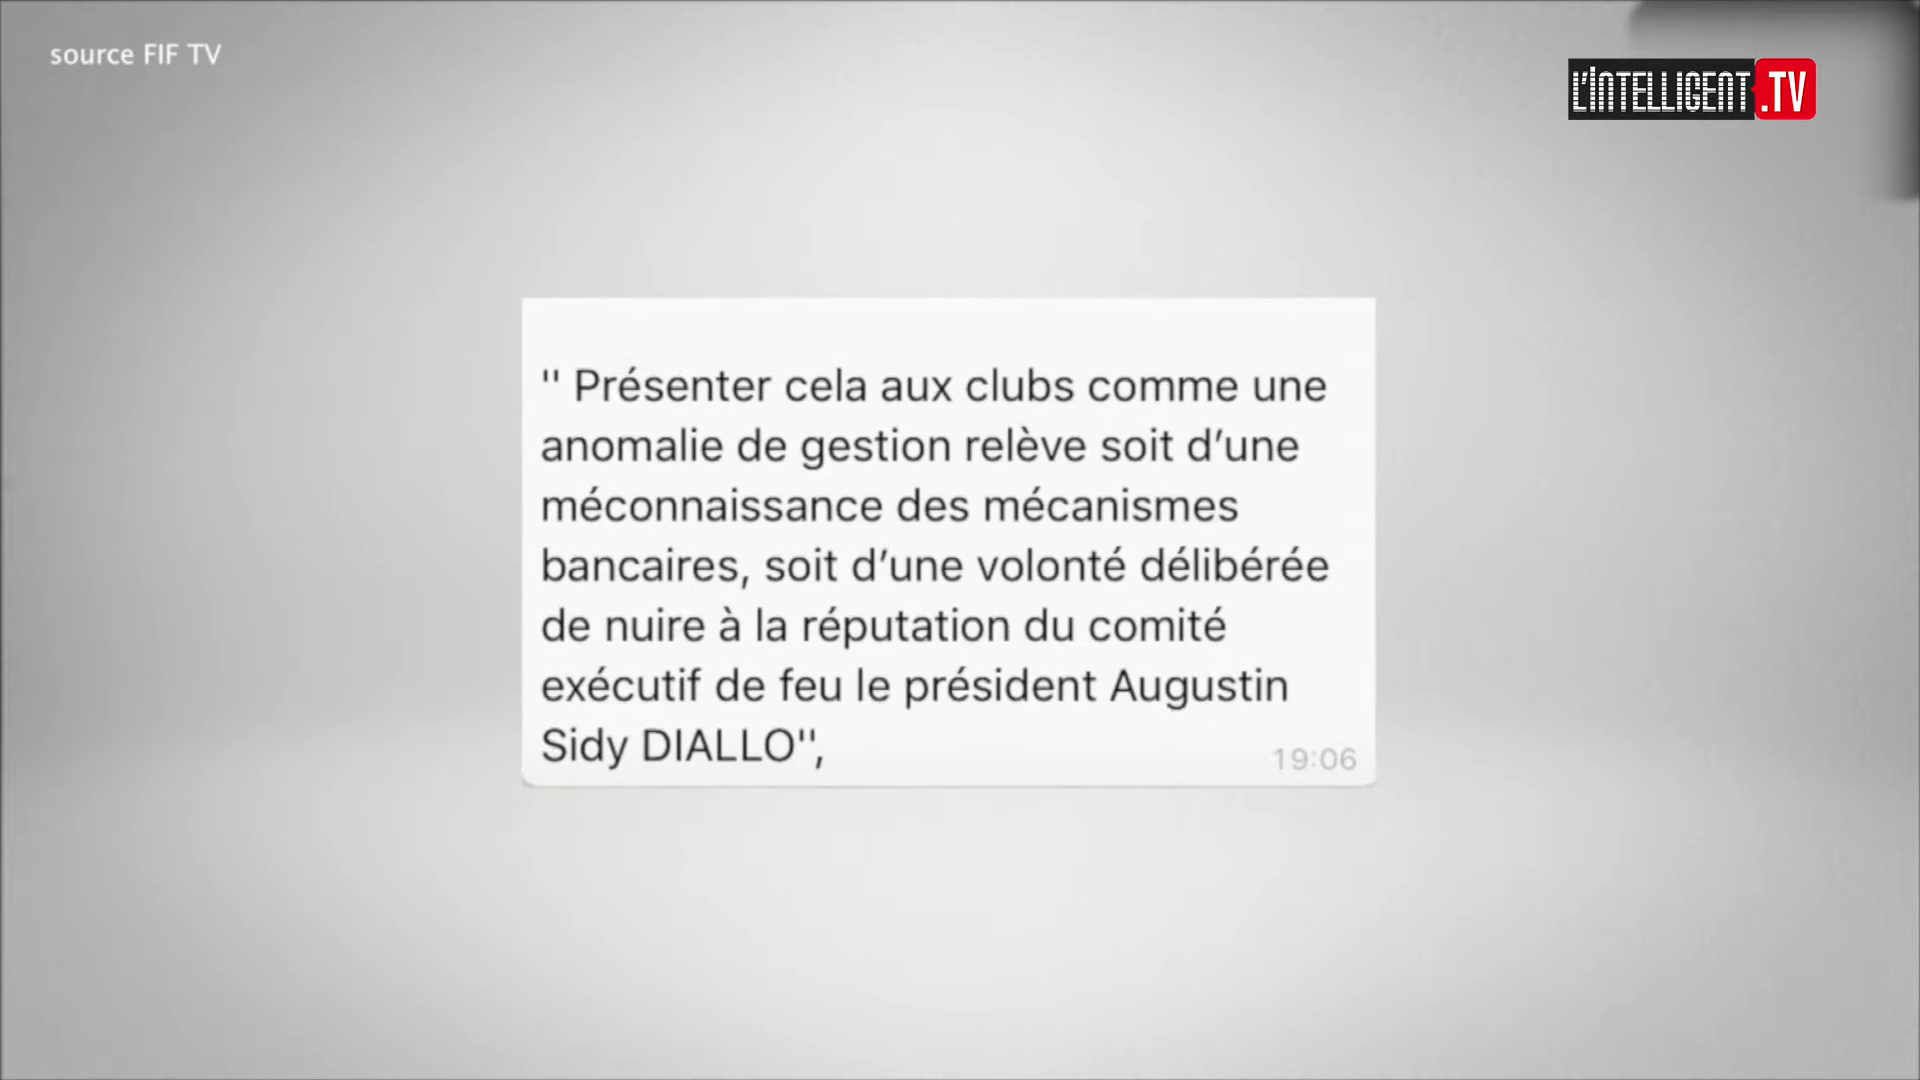 source FIF TV
L'INTELLIGENT.TV
'' Présenter cela aux clubs comme une
anomalie de gestion relève soit d’une
méconnaissance des mécanismes
bancaires, soit d’une volonté délibérée
de nuire à la réputation du comité
exécutif de feu le président Augustin
Sidy DIALLO'',
19:06